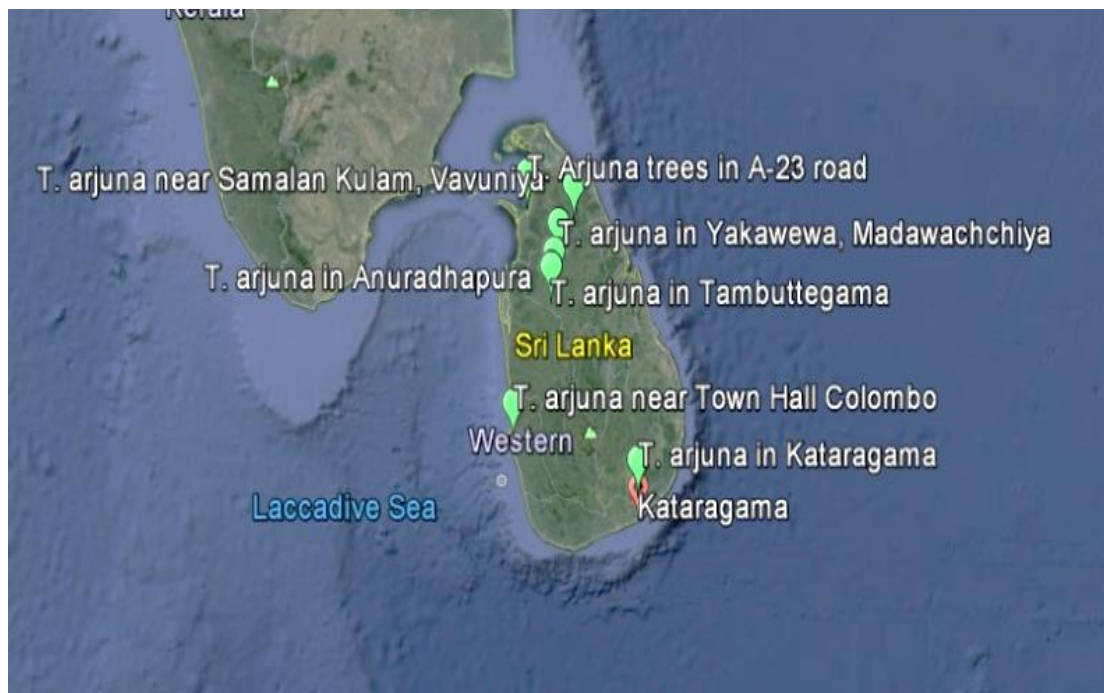 Kerala
T. Arjuna trees in A-23 road
T. arjuna near Samalan Kulam, Vavuniya
T. arjuna in Yakawewa, Madawachchiya
T. arjuna in Anuradhapura
T. arjuna in Tambuttegama
Sri Lanka
T. arjuna near Town Hall Colombo
Western
T. arjuna in Kataragama
Laccadive Sea
Kataragama